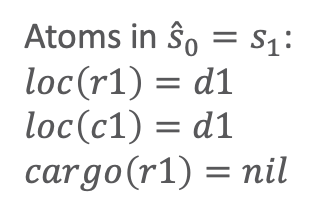 Atoms in ŝ₀ = s₁:
loc(r1) = d1
loc(c1) = d1
cargo(r1) = nil